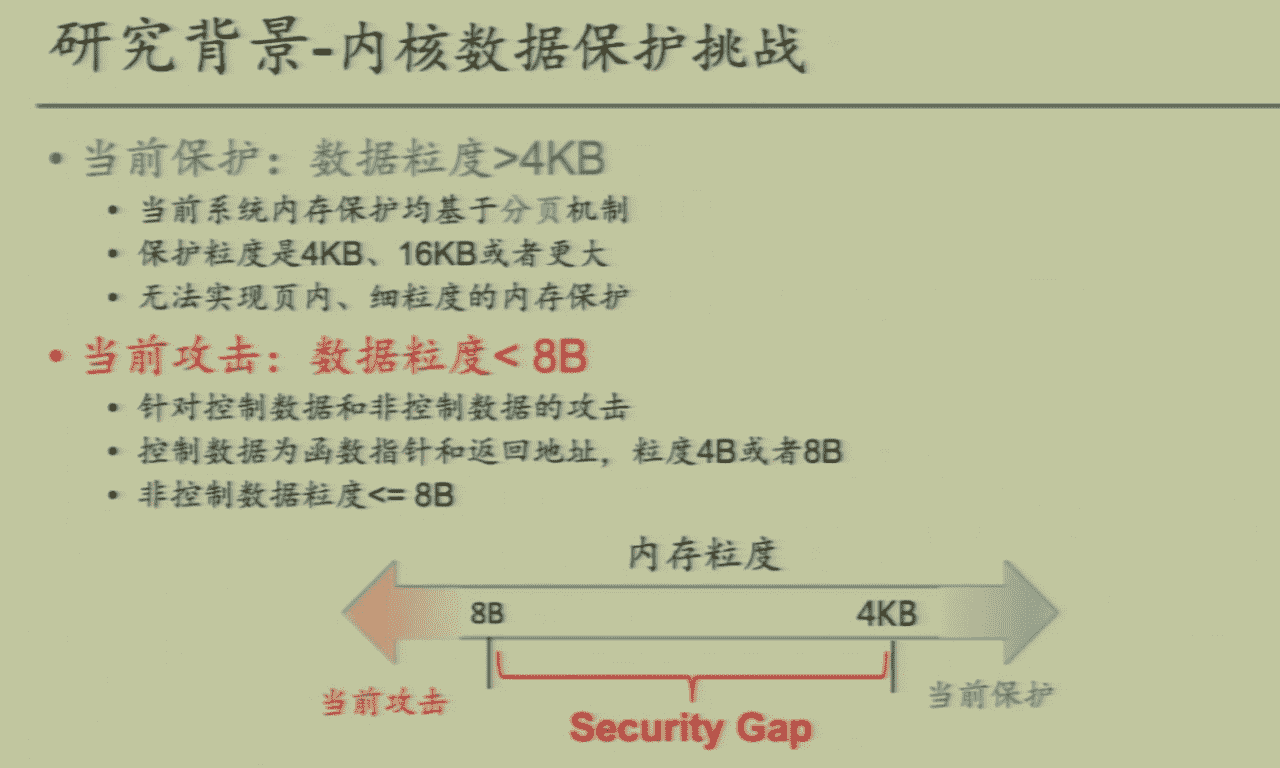 研究背景-内核数据保护挑战
• 当前保护：数据粒度>4KB
• 当前系统内存保护均基于分页机制
• 保护粒度是4KB、16KB或者更大
• 无法实现页内、细粒度的内存保护
• 当前攻击：数据粒度< 8B
• 针对控制数据和非控制数据的攻击
• 控制数据为函数指针和返回地址，粒度4B或者8B
• 非控制数据粒度<= 8B
内存粒度
8B 4KB
当前攻击 当前保护
Security Gap